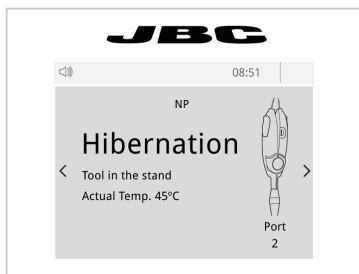 JBC
08:51
NP
Hibernation
Tool in the stand
Actual Temp. 45ºC
Port
2